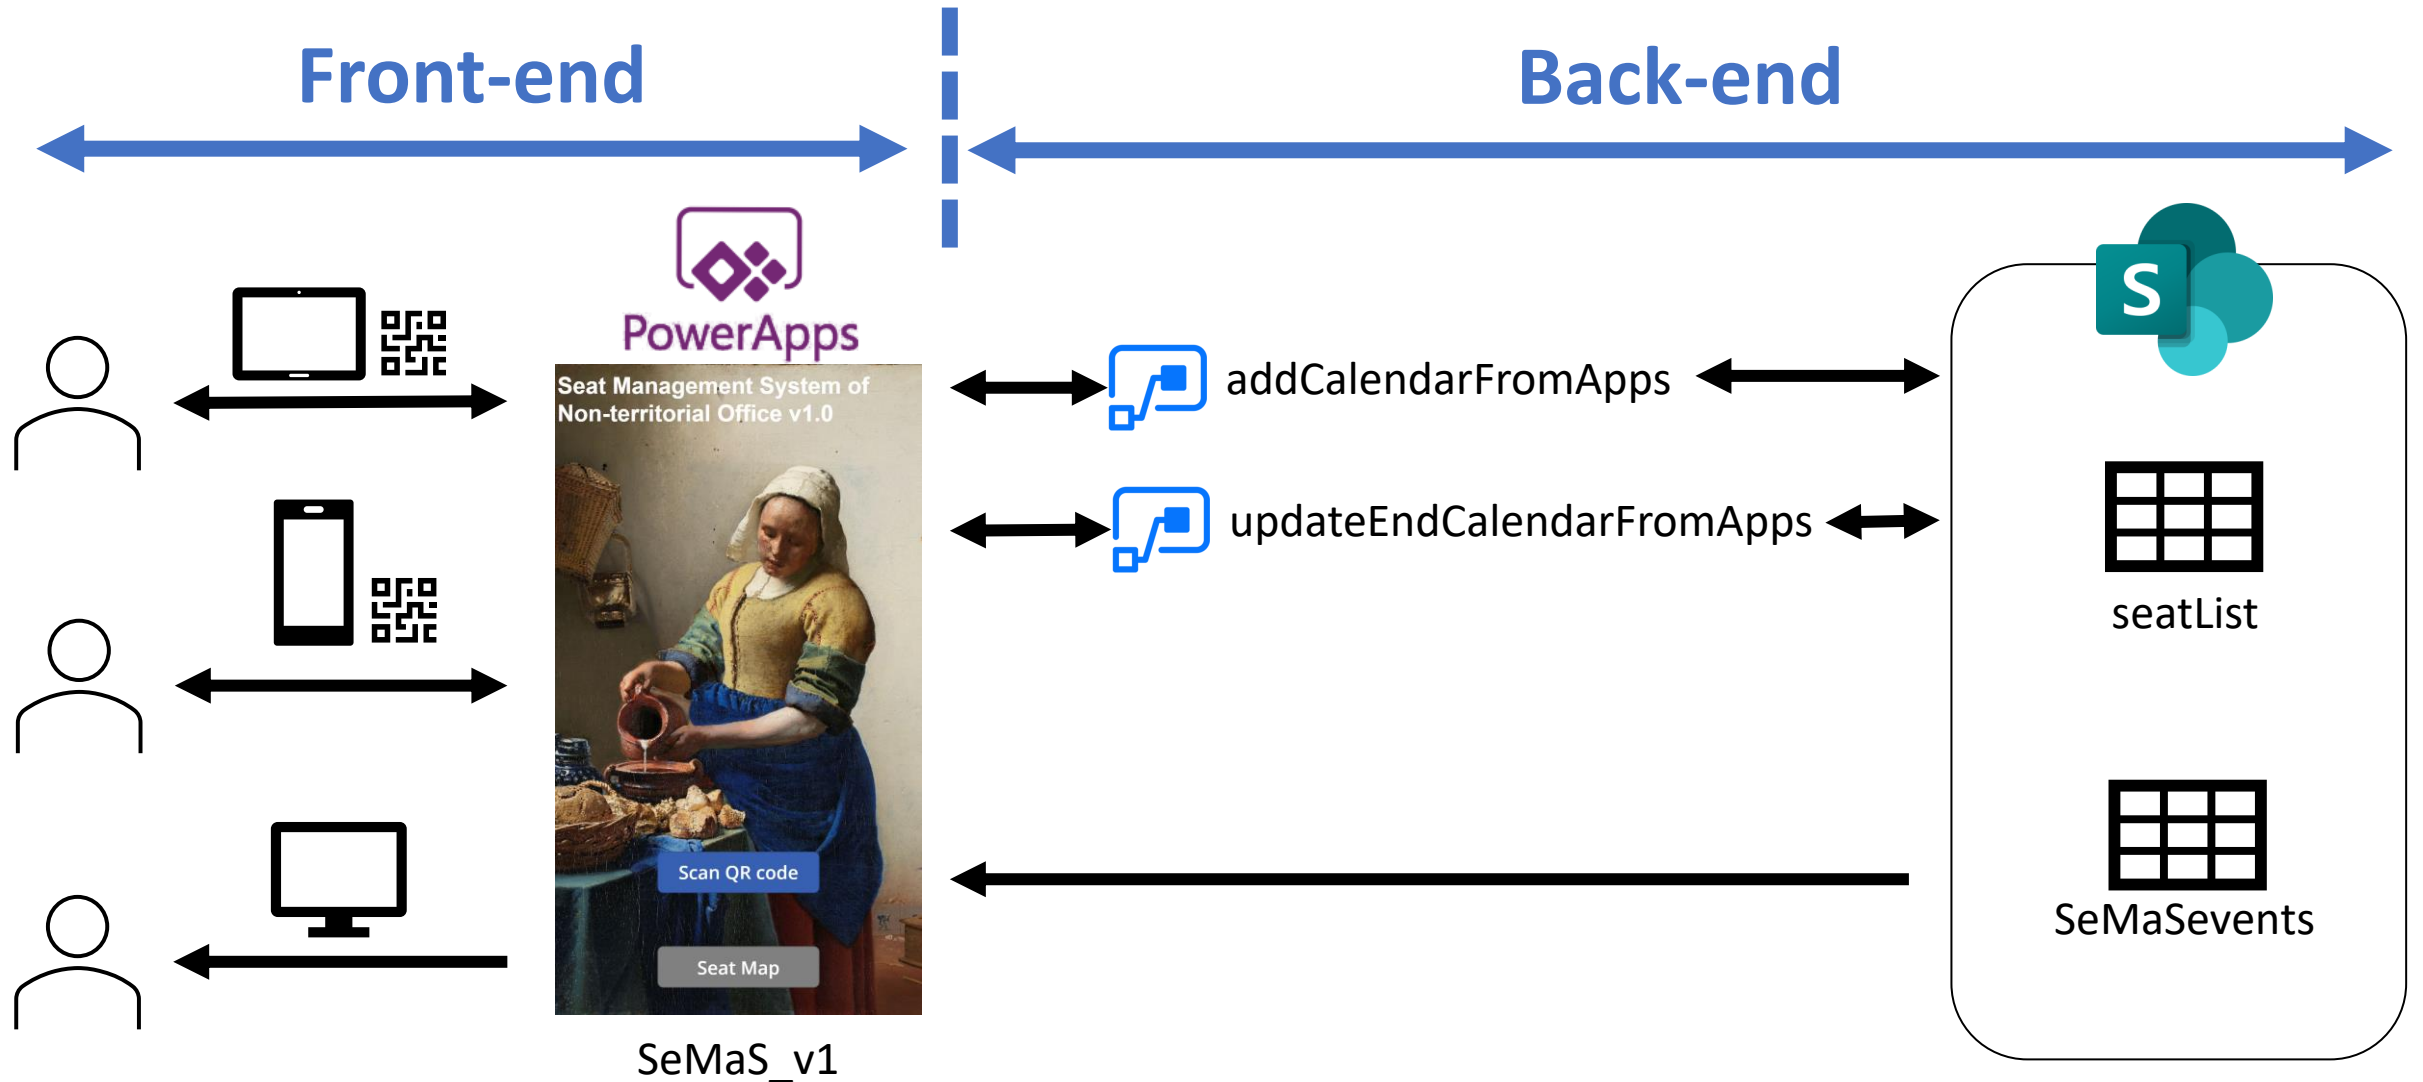 Front-end
Back-end
PowerApps
S
Seat Management System of
Non-territorial Office v1.0
addCalendarFromApps
updateEndCalendarFromApps
seatList
Scan QR code
SeMaSevents
Seat Map
SeMaS_v1